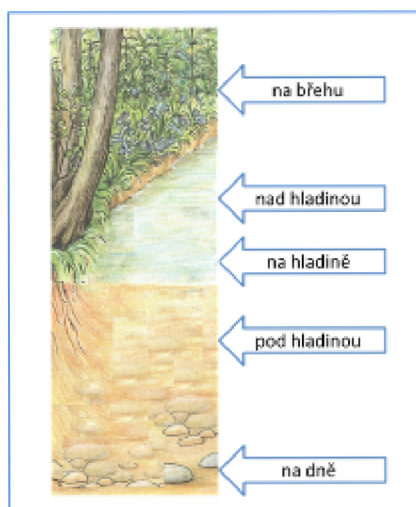 na břehu
nad hladinou
na hladině
pod hladinou
na dně